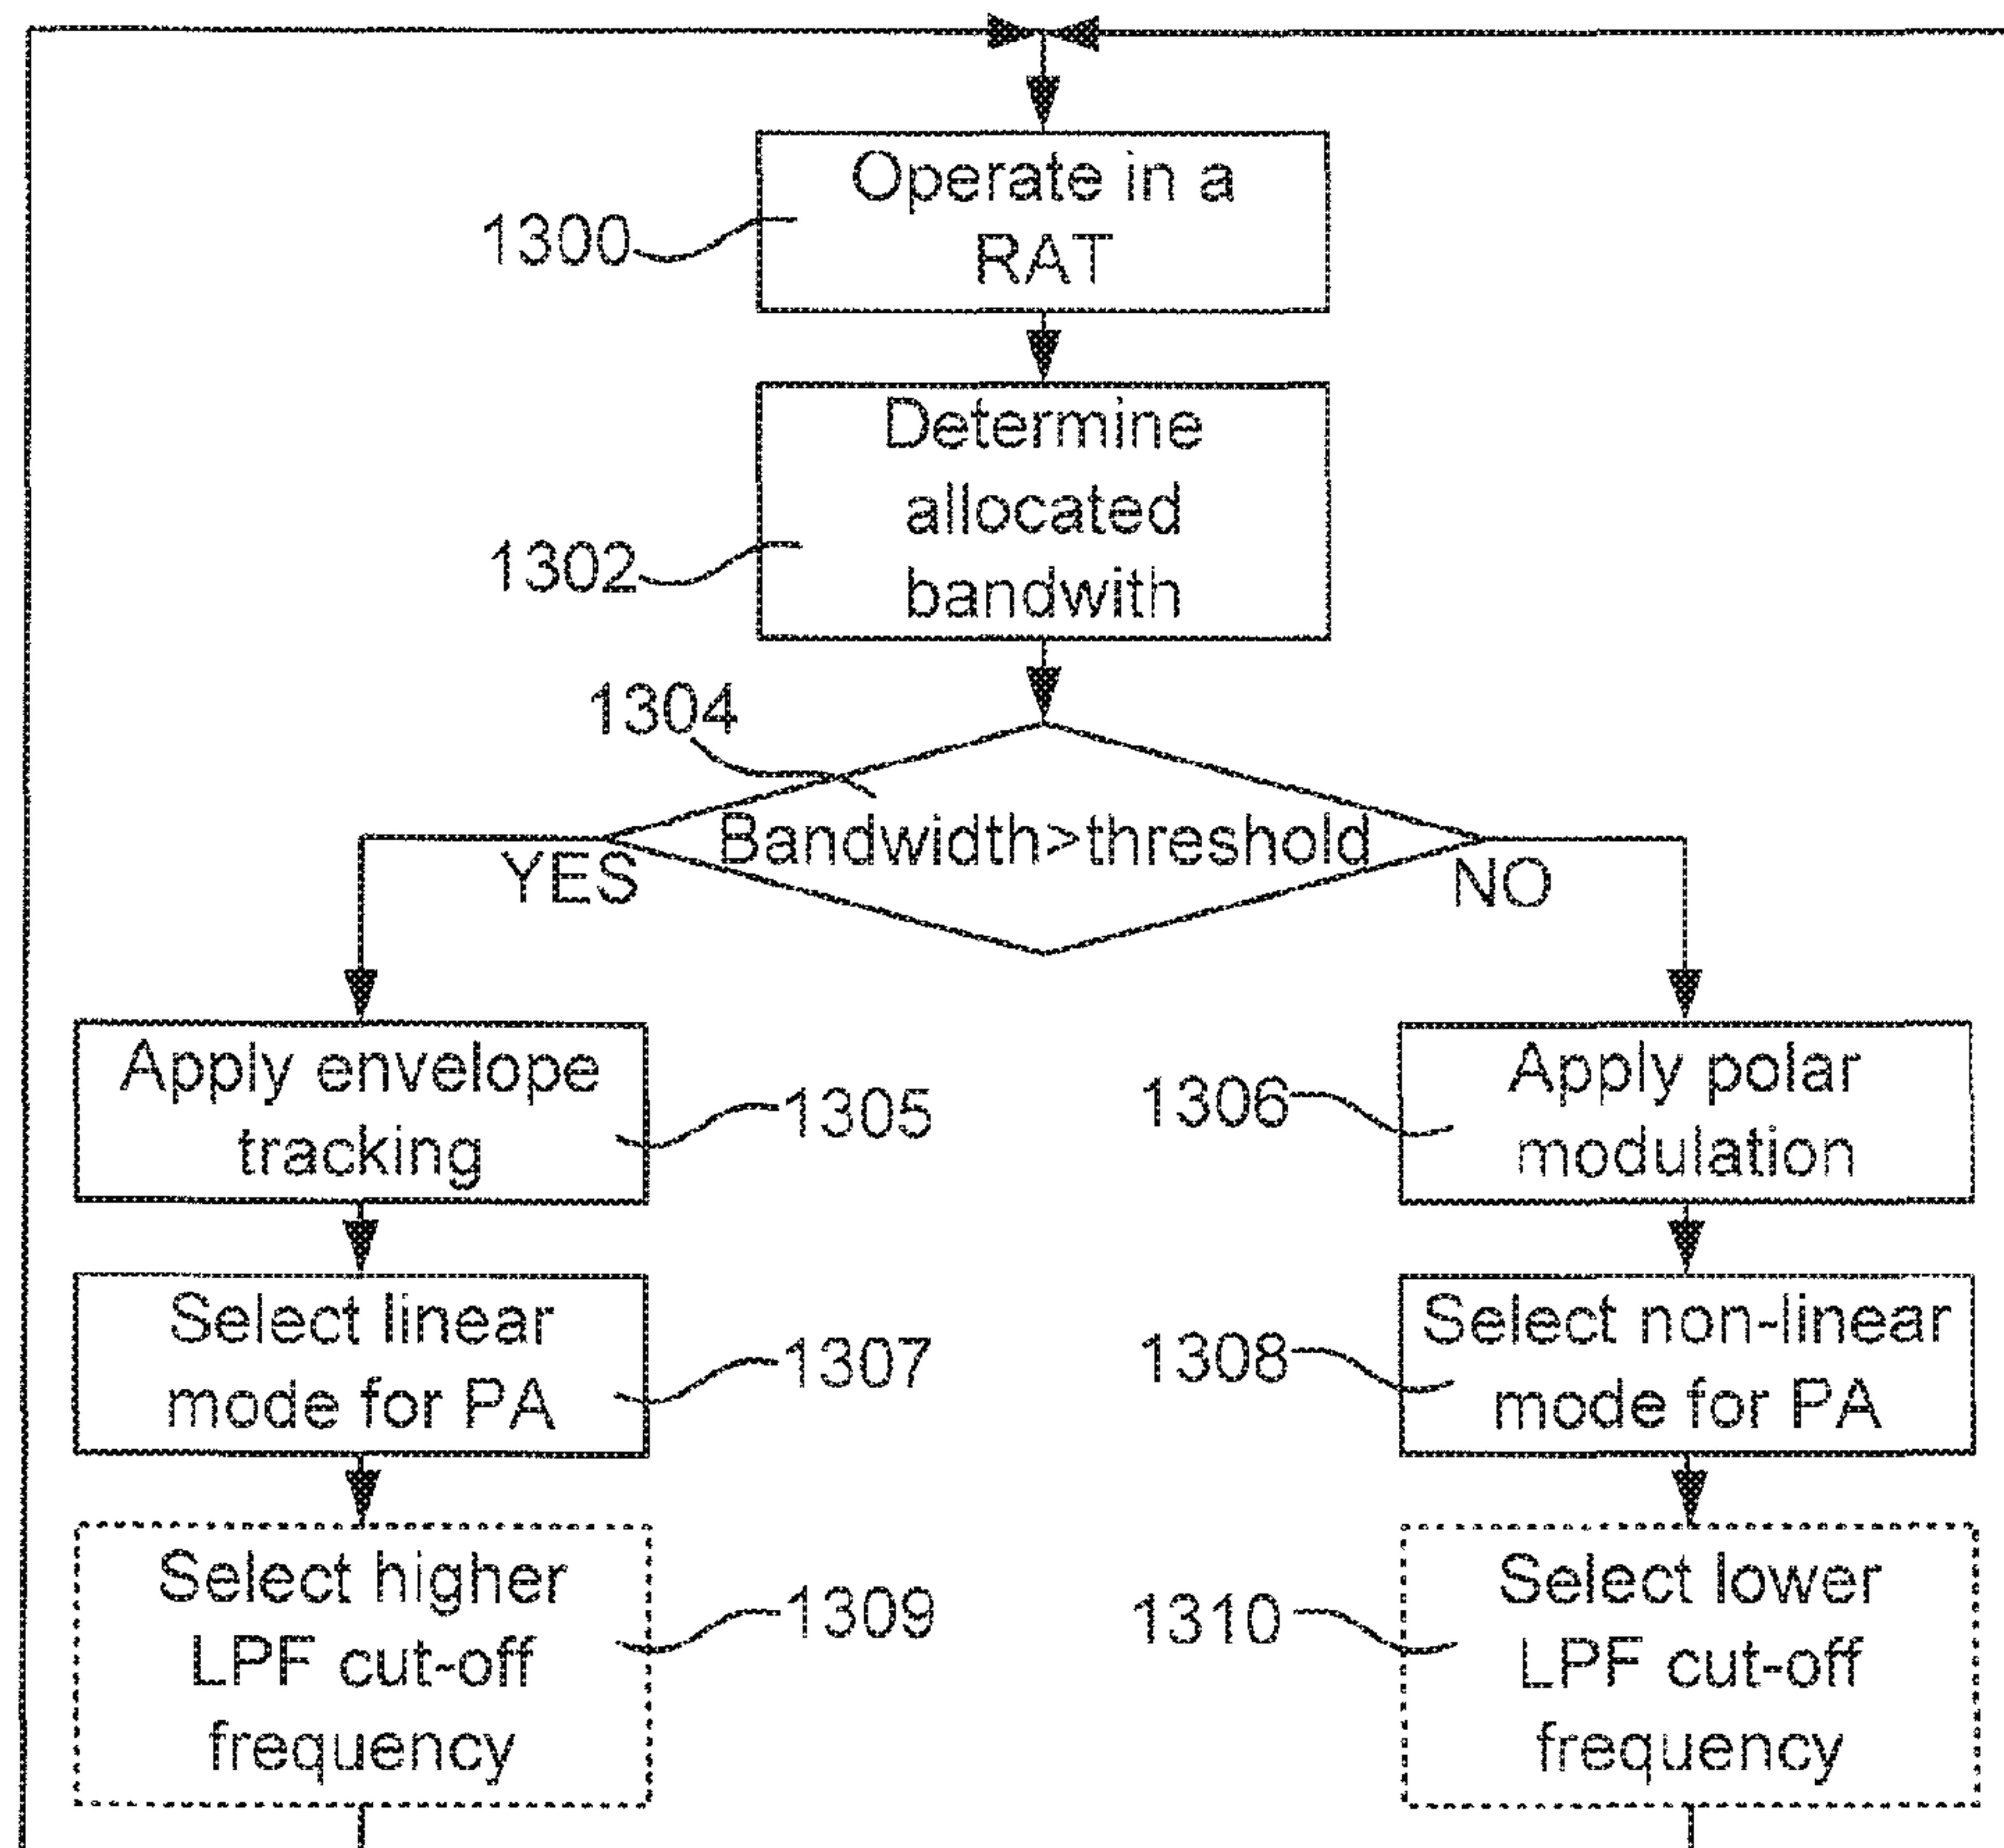 Operate in a
RAT
1300
Determine
allocated
bandwith
1302
1304
Bandwidth>threshold
YES
NO
Apply envelope
tracking
1305
1306
Apply polar
modulation
Select linear
mode for PA
1307
1308
Select non-linear
mode for PA
Select higher
LPF cut-off
frequency
1309
1310
Select lower
LPF cut-off
frequency